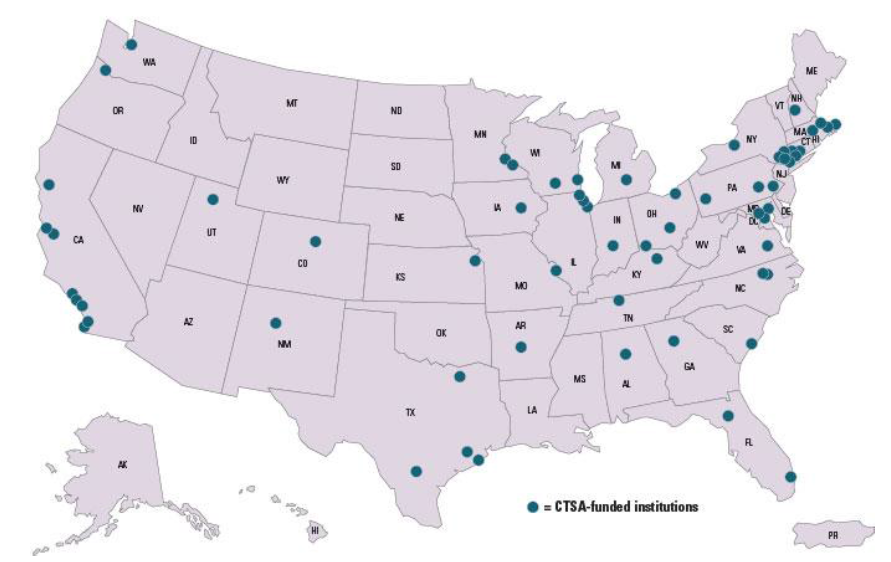 WA
ME
MT
ND
VT
NH
OR
MN
NY
MA
ID
WI
CT
HI
SD
MI
WY
PA
NJ
IA
NV
NE
OH
IN
MD
DE
DC
UT
IL
WV
VA
CA
CO
KS
MO
KY
NC
AZ
NM
OK
AR
TN
SC
MS
AL
GA
TX
LA
FL
AK
= CTSA-funded institutions
HI
PR